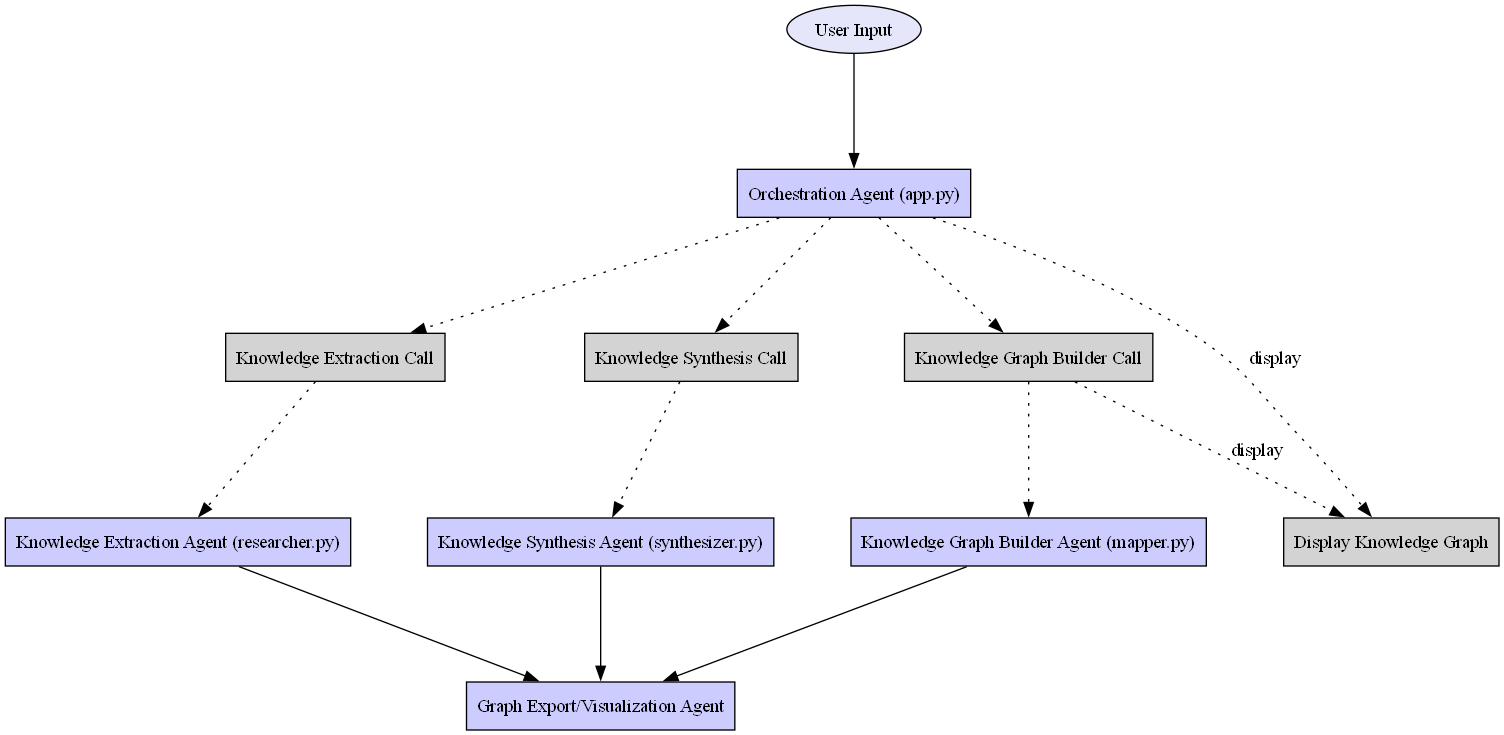 User Input
Orchestration Agent (app.py)
Knowledge Extraction Call
Knowledge Synthesis Call
Knowledge Graph Builder Call
display
display
Knowledge Extraction Agent (researcher.py)
Knowledge Synthesis Agent (synthesizer.py)
Knowledge Graph Builder Agent (mapper.py)
Display Knowledge Graph
Graph Export/Visualization Agent